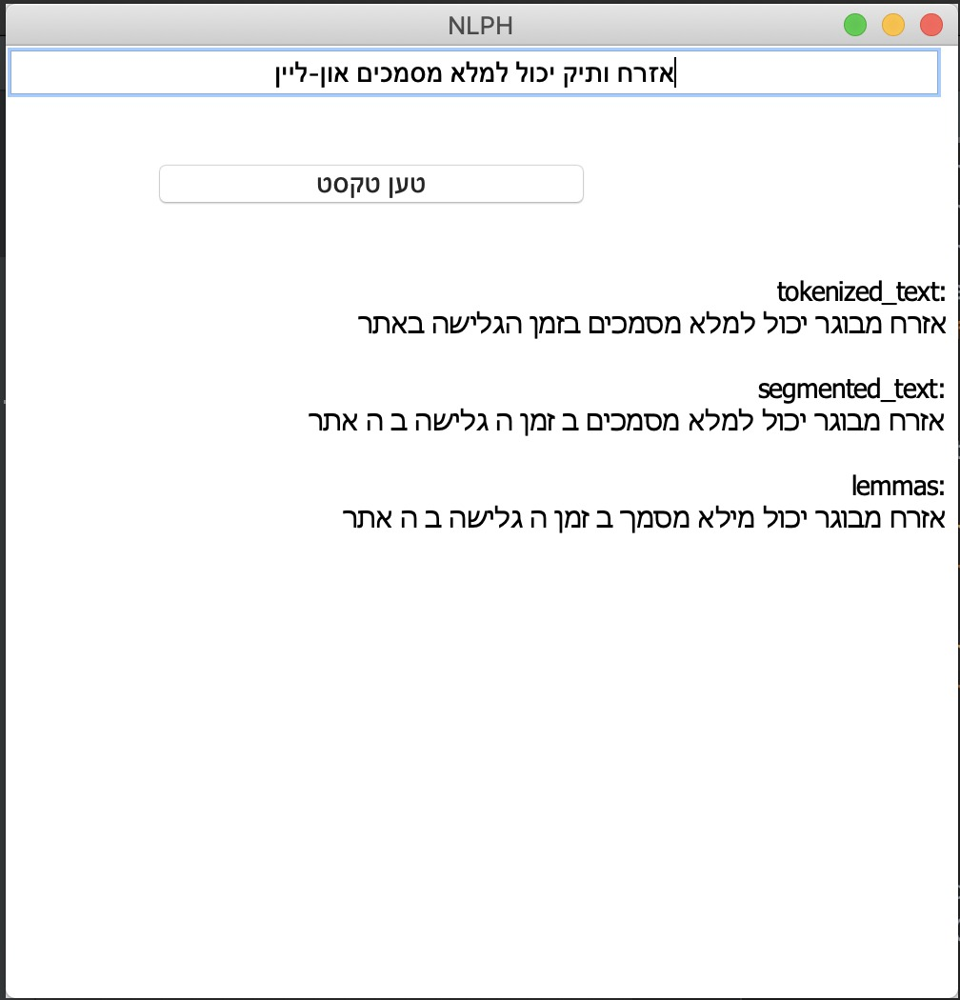 NLPH
אזרח ותיק יכול למלא מסמכים און-ליין
טען טקסט
tokenized_text:
אזרח מבוגר יכול למלא מסמכים בזמן הגלישה באתר
segmented_text:
אזרח מבוגר יכול למלא מסמכים ב זמן ה גלישה ב ה אתר
lemmas:
אזרח מבוגר יכול מילא מסמך ב זמן ה גלישה ב ה אתר